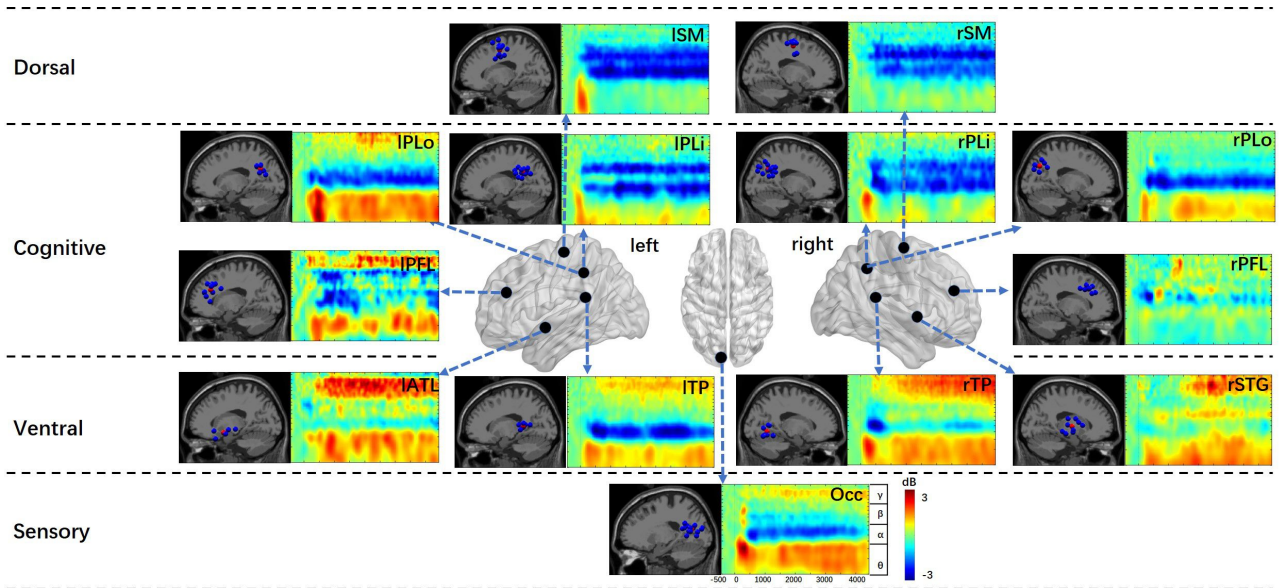 Dorsal
lSM
rSM
Cognitive
lPLo
lPLi
rPLi
rPLo
left
right
lPFL
rPFL
Ventral
lATL
lTP
rTP
rSTG
Sensory
Occ
dB
γ
β
α
θ
3
-3
-500 0 1000 2000 3000 4000